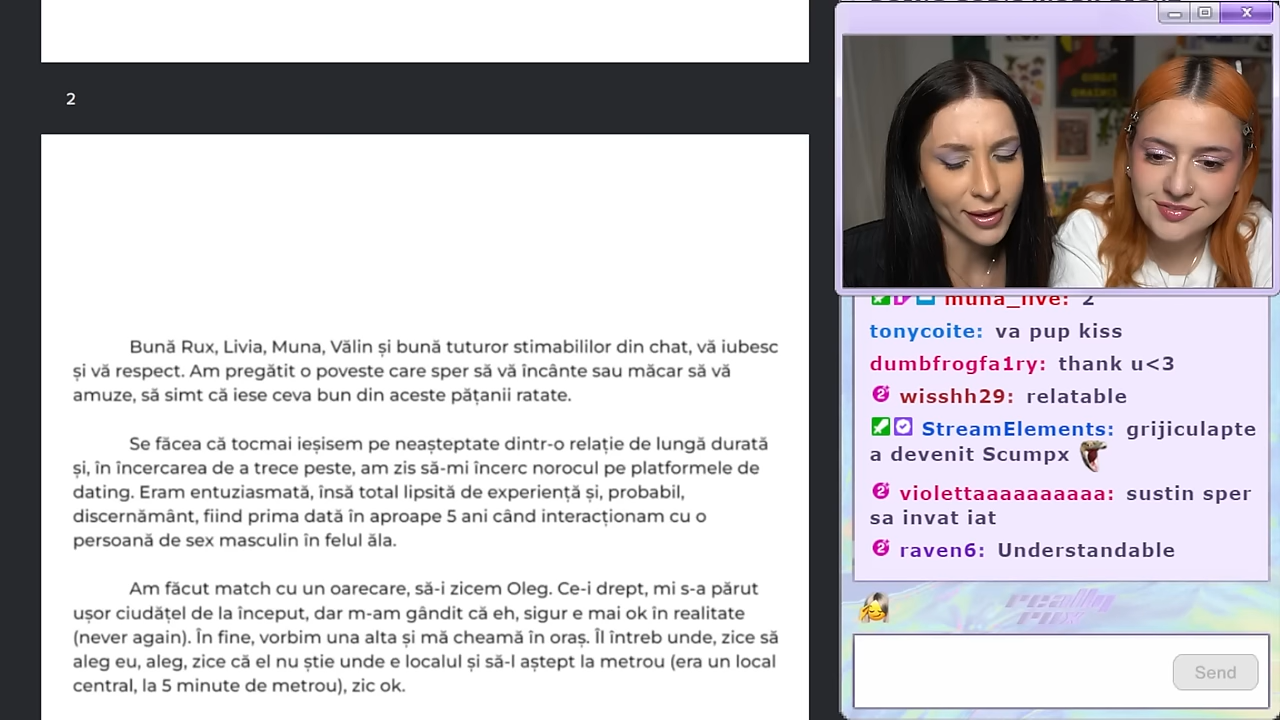 2
Bună Rux, Livia, Muna, Vălin și bună tuturor stimabililor din chat, vă iubesc
și vă respect. Am pregătit o poveste care sper să vă încânte sau măcar să vă
amuze, să simt că iese ceva bun din aceste pățanii ratate.
Se făcea că tocmai ieșisem pe neașteptate dintr-o relație de lungă durată
și, în încercarea de a trece peste, am zis să-mi încerc norocul pe platformele de
dating. Eram entuziasmată, însă total lipsită de experiență și, probabil,
discernământ, fiind prima dată în aproape 5 ani când interacționam cu o
persoană de sex masculin în felul ăla.
Am făcut match cu un oarecare, să-i zicem Oleg. Ce-i drept, mi s-a părut
ușor ciudățel de la început, dar m-am gândit că eh, sigur e mai ok în realitate
(never again). În fine, vorbim una alta și mă cheamă în oraș. Îl întreb unde, zice să
aleg eu, aleg, zice că el nu știe unde e localul și să-l aștept la metrou (era un local
central, la 5 minute de metrou), zic ok.
muna_live: 2
tonycoite: va pup kiss
dumbfrogfa1ry: thank u<3
wisshh29: relatable
StreamElements: grijiculapte
a devenit Scumpx
violettaaaaaaaaaa: sustin sper
sa invat iat
raven6: Understandable
really
rux
Send